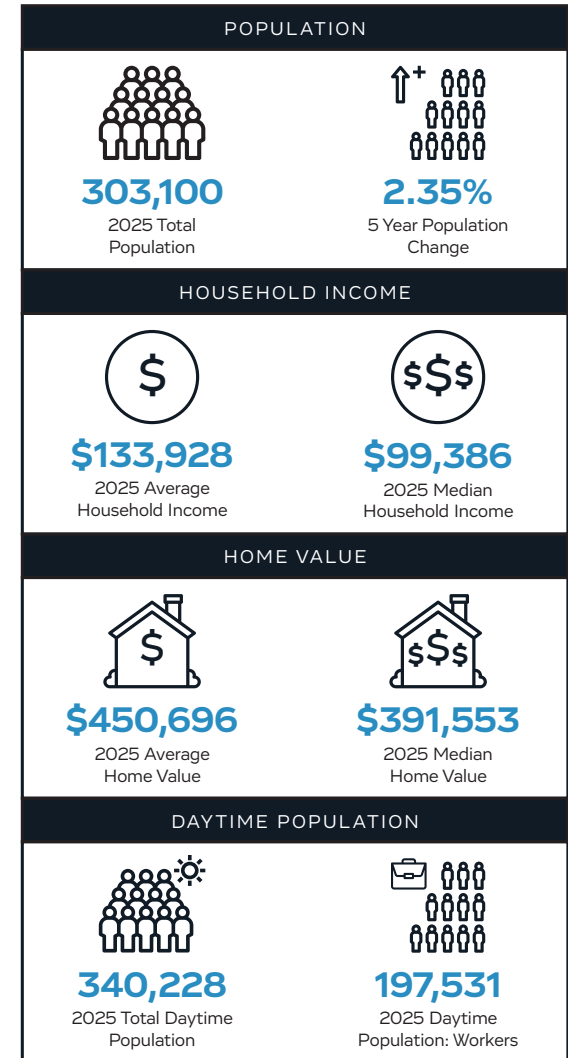 POPULATION
303,100
2025 Total
Population
2.35%
5 Year Population
Change
HOUSEHOLD INCOME
$
$133,928
2025 Average
Household Income
$$$
$99,386
2025 Median
Household Income
HOME VALUE
$
$450,696
2025 Average
Home Value
$$$
$391,553
2025 Median
Home Value
DAYTIME POPULATION
340,228
2025 Total Daytime
Population
197,531
2025 Daytime
Population: Workers